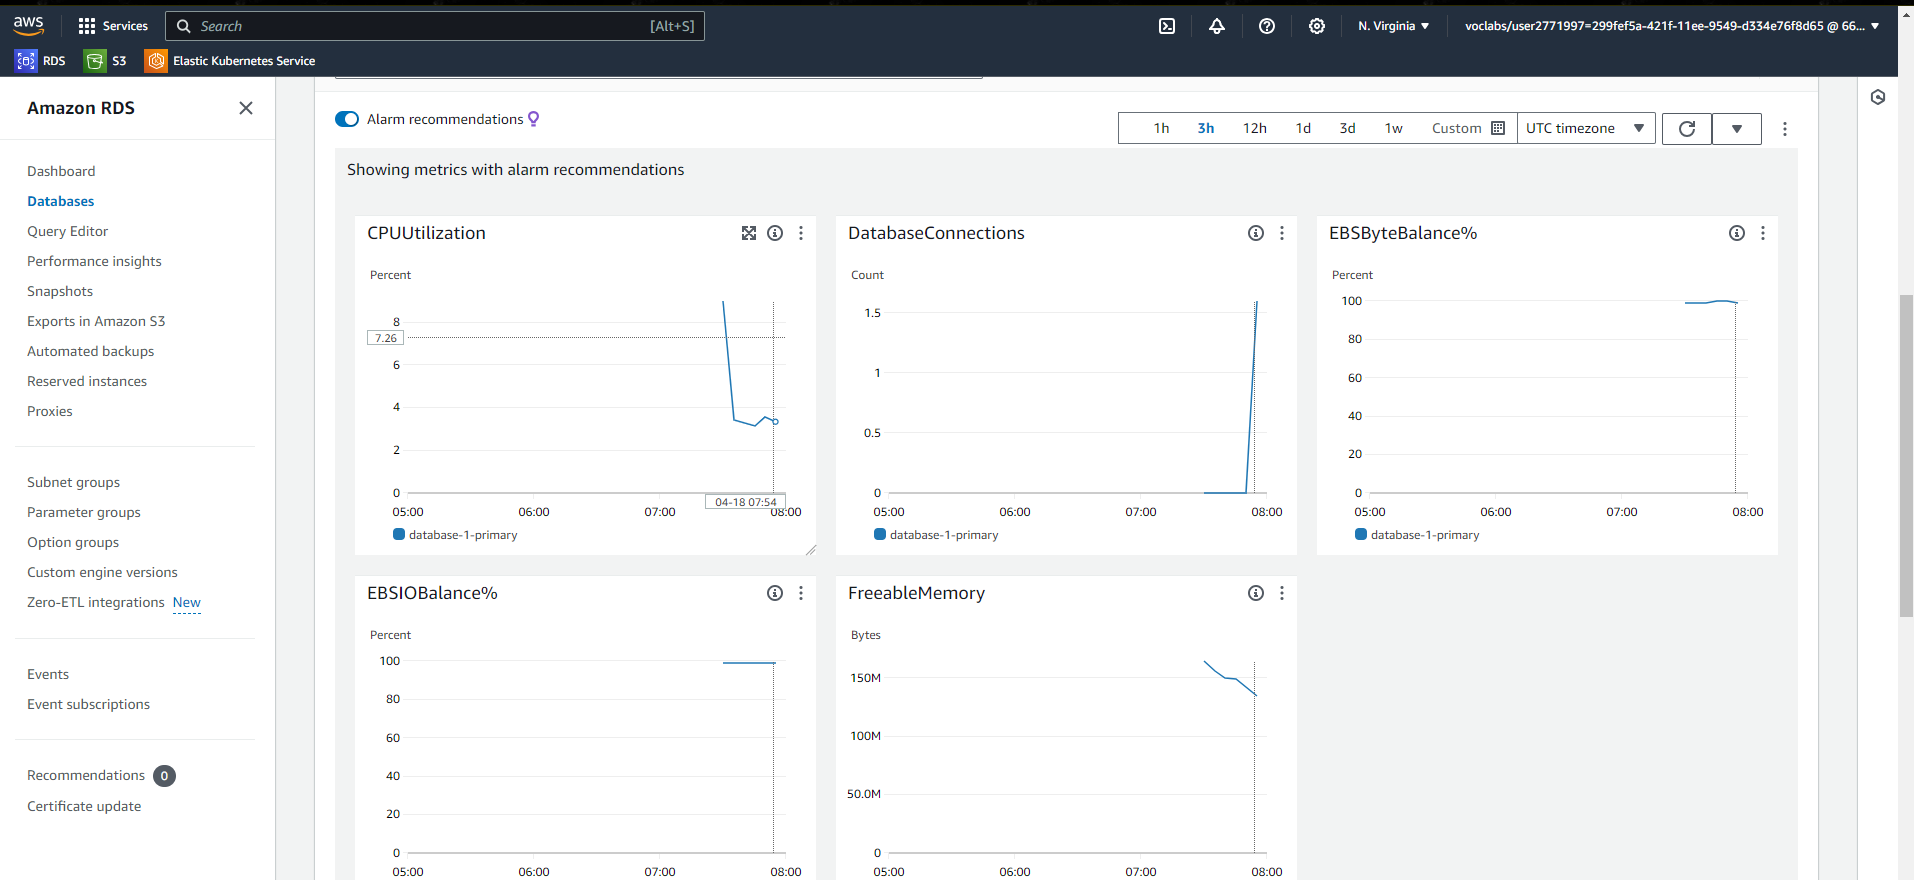 aws
Services
Search
[Alt+S]
N. Virginia
voclabs/user2771997=299fef5a-421f-11ee-9549-d334e76f8d65 @ 66...
RDS
S3
Elastic Kubernetes Service
Amazon RDS
Dashboard
Databases
Query Editor
Performance insights
Snapshots
Exports in Amazon S3
Automated backups
Reserved instances
Proxies
Subnet groups
Parameter groups
Option groups
Custom engine versions
Zero-ETL integrations New
Events
Event subscriptions
Recommendations 0
Certificate update
Alarm recommendations
1h 3h 12h 1d 3d 1w Custom
UTC timezone
Showing metrics with alarm recommendations
CPUUtilization
Percent
8
7.26
6
4
2
0
04-18 07:54
05:00 06:00 07:00 08:00
database-1-primary
DatabaseConnections
Count
1.5
1
0.5
0
05:00 06:00 07:00 08:00
database-1-primary
EBSByteBalance%
Percent
100
80
60
40
20
0
05:00 06:00 07:00 08:00
database-1-primary
EBSIOBalance%
Percent
100
80
60
40
20
0
05:00 06:00 07:00 08:00
FreeableMemory
Bytes
150M
100M
50.0M
0
05:00 06:00 07:00 08:00